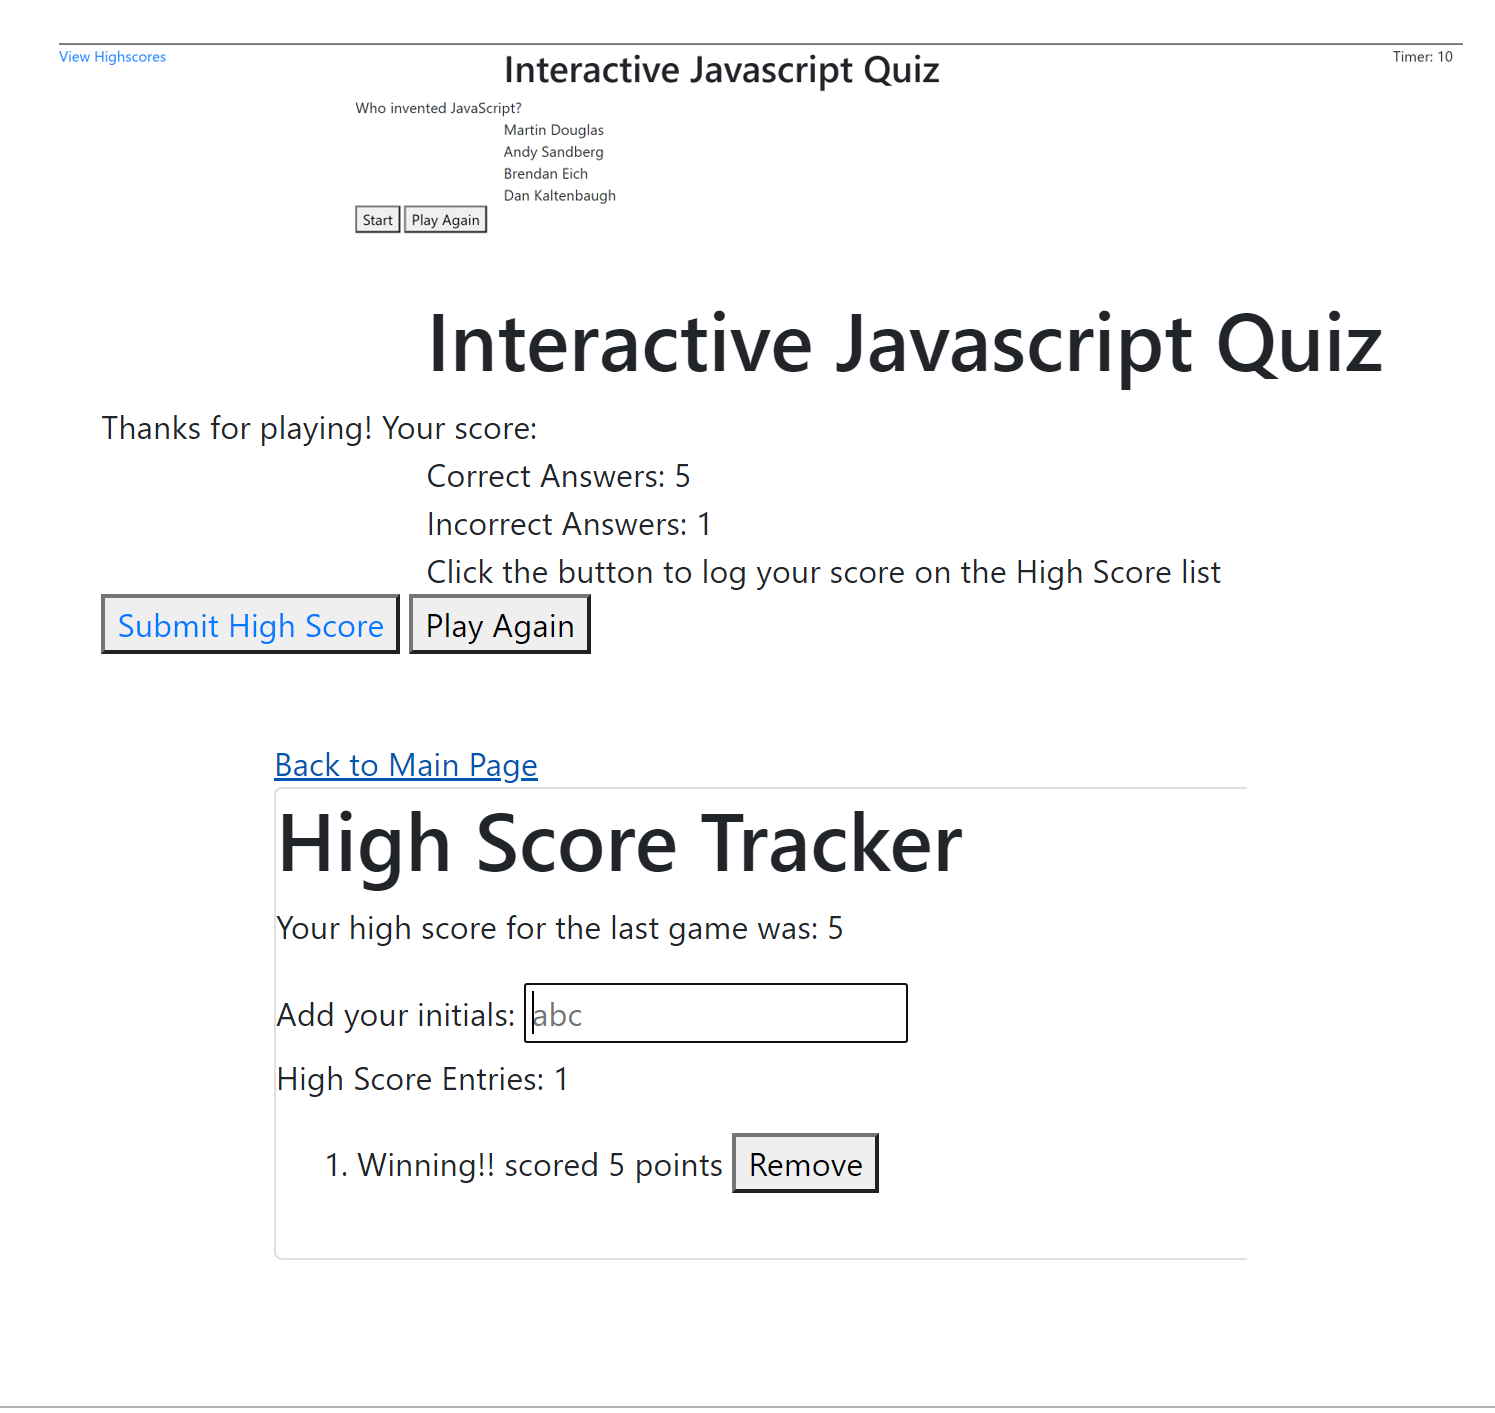 View Highscores
Interactive Javascript Quiz
Timer: 10
Who invented JavaScript?
Martin Douglas
Andy Sandberg
Brendan Eich
Dan Kaltenbaugh
Start Play Again
Interactive Javascript Quiz
Thanks for playing! Your score:
Correct Answers: 5
Incorrect Answers: 1
Click the button to log your score on the High Score list
Submit High Score Play Again
Back to Main Page
High Score Tracker
Your high score for the last game was: 5
Add your initials: abc
High Score Entries: 1
1. Winning!! scored 5 points Remove